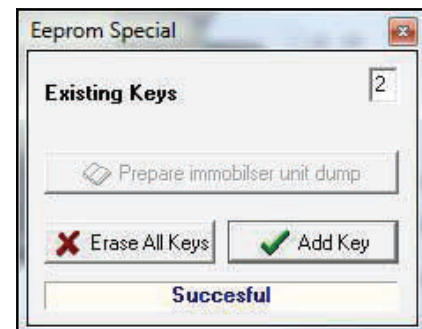 Eeprom Special
Existing Keys 2
Prepare immobilser unit dump
Erase All Keys Add Key
Succesful